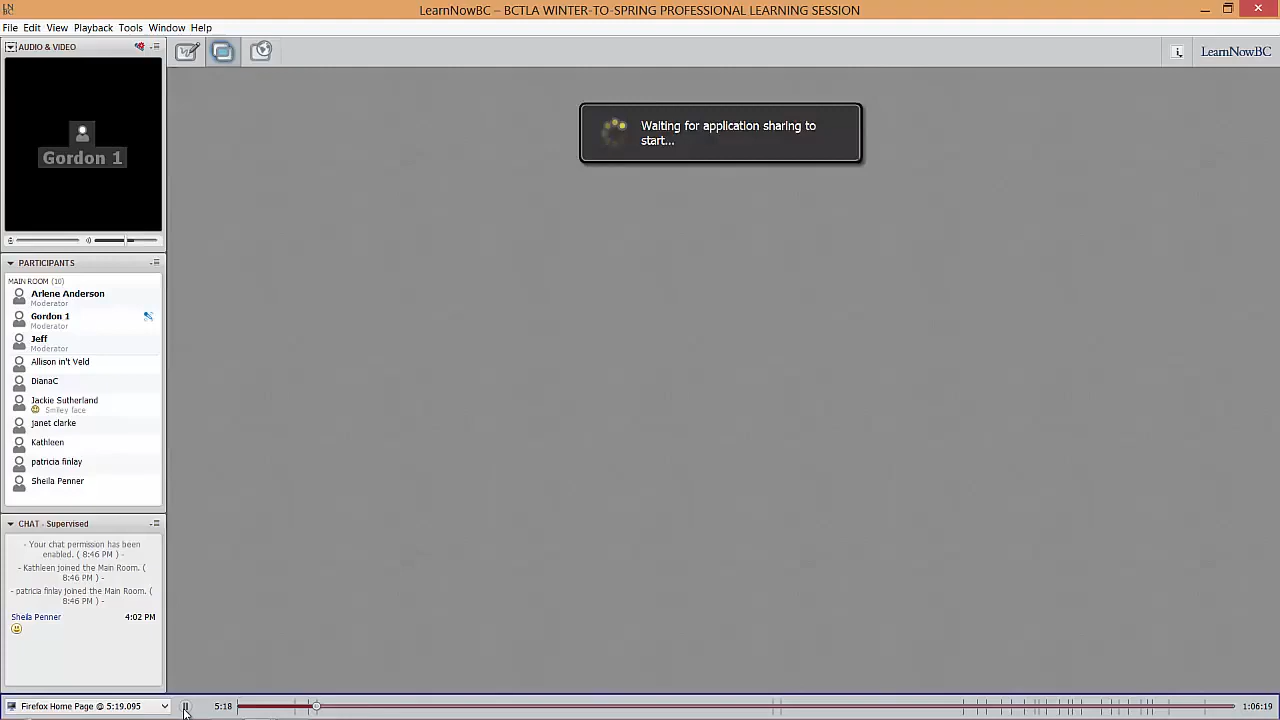 LN
BC
LearnNowBC – BCTLA WINTER-TO-SPRING PROFESSIONAL LEARNING SESSION
File Edit View Playback Tools Window Help
AUDIO & VIDEO
LearnNowBC
Waiting for application sharing to
start...
Gordon 1
PARTICIPANTS
MAIN ROOM (10)
Arlene Anderson
Moderator
Gordon 1
Moderator
Jeff
Moderator
Allison in't Veld
DianaC
Jackie Sutherland
Smiley face
janet clarke
Kathleen
patricia finlay
Sheila Penner
CHAT - Supervised
- Your chat permission has been
enabled. ( 8:46 PM ) -
- Kathleen joined the Main Room. (
8:46 PM ) -
- patricia finlay joined the Main Room. (
8:46 PM ) -
Sheila Penner 4:02 PM
Firefox Home Page @ 5:19.095 5:18 1:06:19